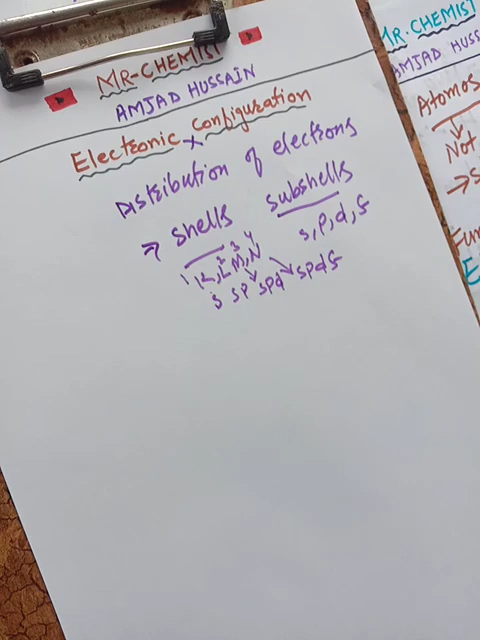 MR-CHEMIST
AMJAD HUSSAIN
Electronic Configuration
Distribution of electrons
→ shells subshells
s, p, d, f
1 2 3 4
K, L, M, N
s sp spd spdf
MR. CHEMIST
AMJAD HUSS
Atomos
Not